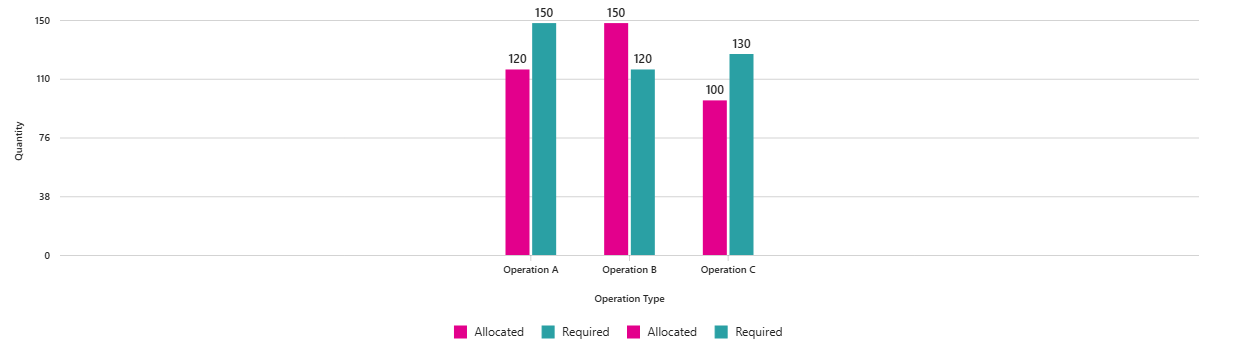 150
110
76
38
0
Quantity
120
150
150
120
100
130
Operation A
Operation B
Operation C
Operation Type
Allocated
Required
Allocated
Required